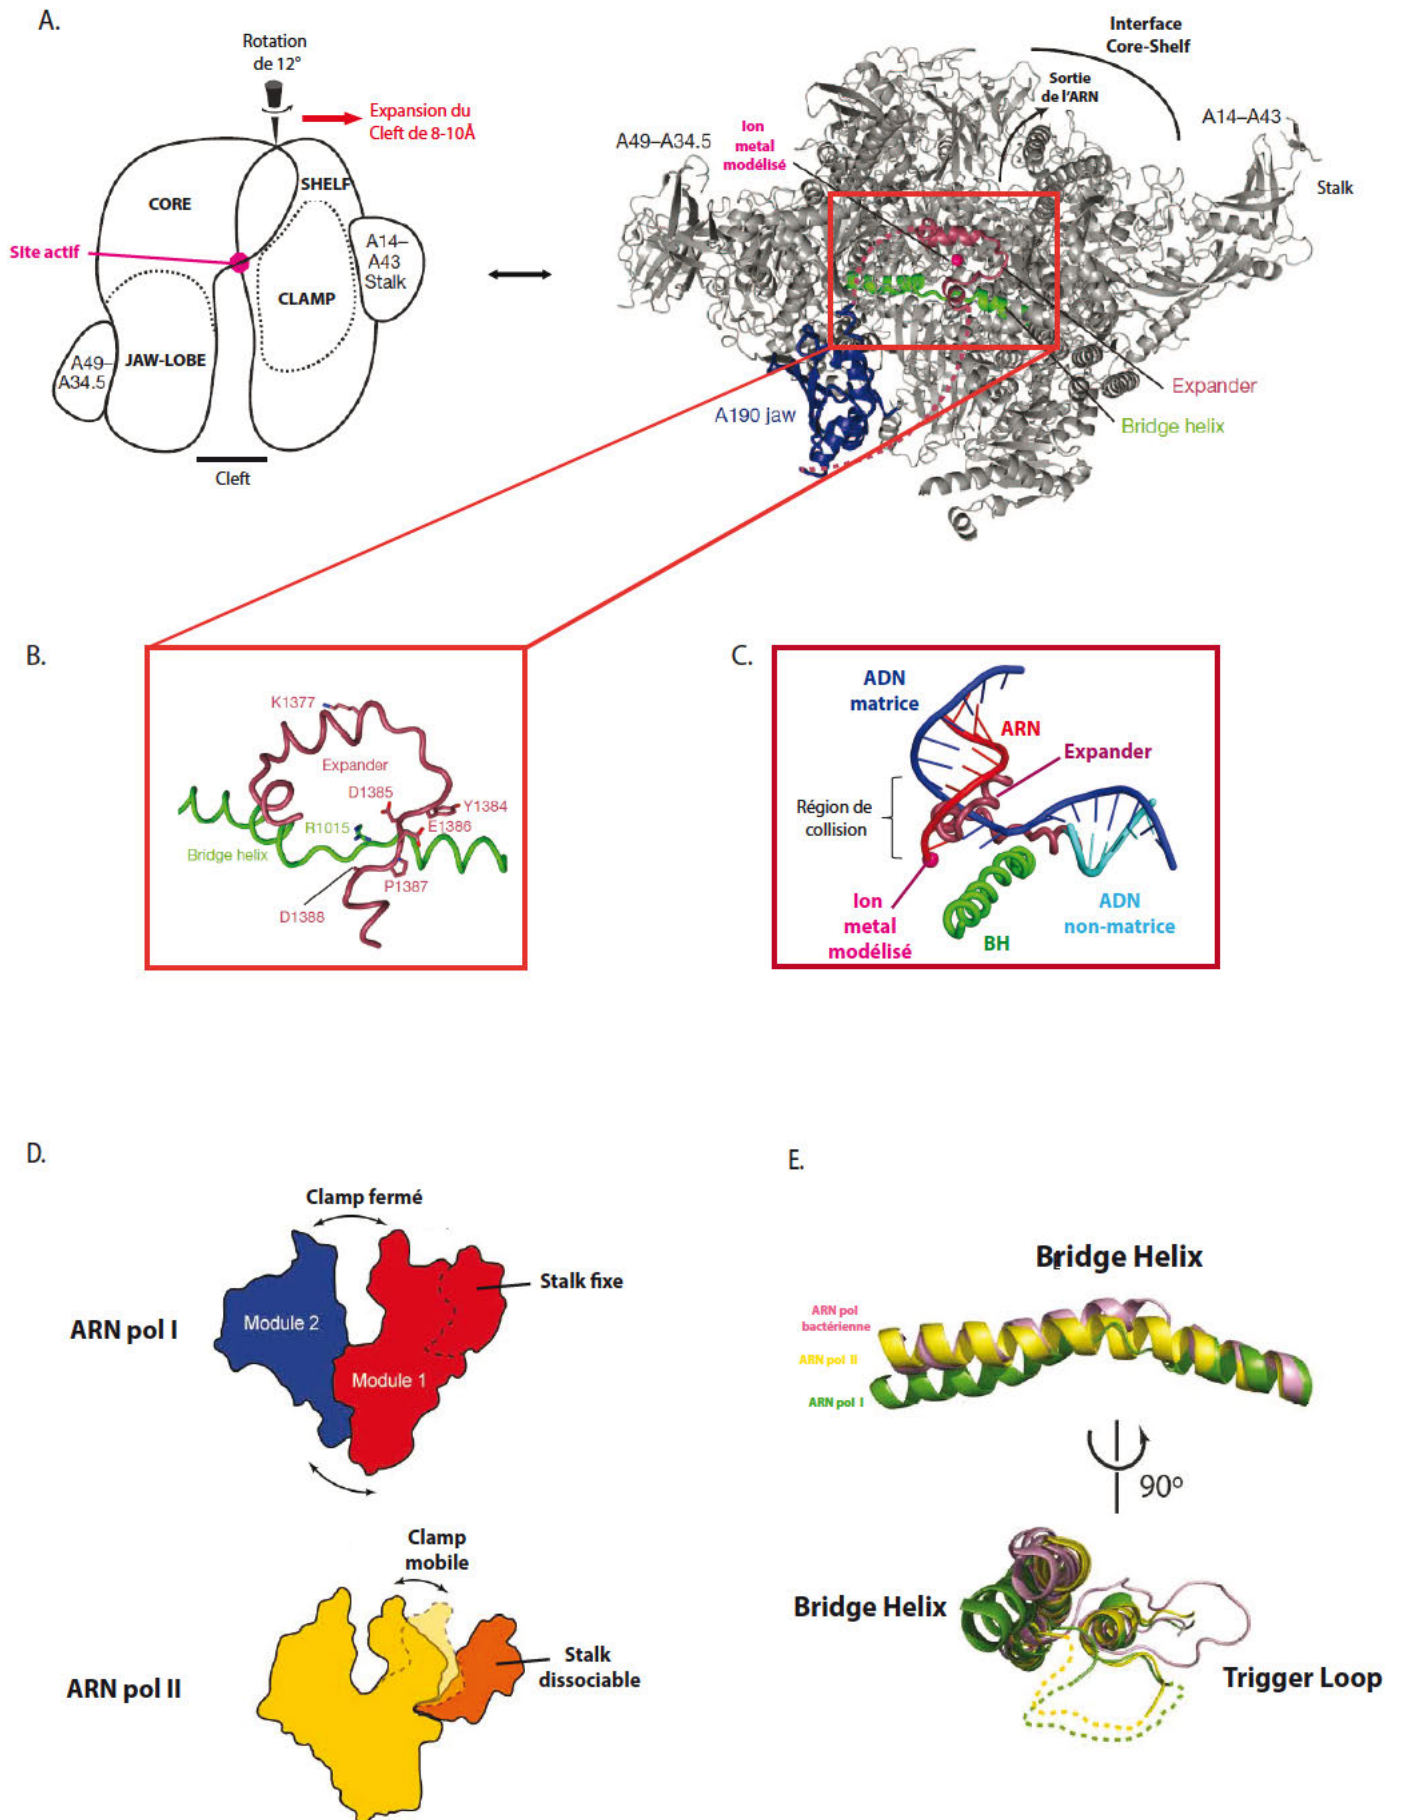 A.
Rotation
de 12°
Expansion du
Cleft de 8-10Å
CORE
SHELF
Site actif
A14–
A43
Stalk
CLAMP
JAW-LOBE
A49–
A34.5
Cleft
Interface
Core-Shelf
Sortie
de l'ARN
A14–A43
Ion
metal
modélisé
A49–A34.5
Stalk
Expander
A190 jaw
Bridge helix
B.
K1377
Expander
D1385
Y1384
R1015
E1386
Bridge helix
P1387
D1388
C.
ADN
matrice
ARN
Expander
Région de
collision
Ion
metal
modélisé
BH
ADN
non-matrice
D.
Clamp fermé
Stalk fixe
ARN pol I
Module 2
Module 1
Clamp
mobile
ARN pol II
Stalk
dissociable
E.
Bridge Helix
ARN pol
bactérienne
ARN pol II
ARN pol I
90º
Bridge Helix
Trigger Loop